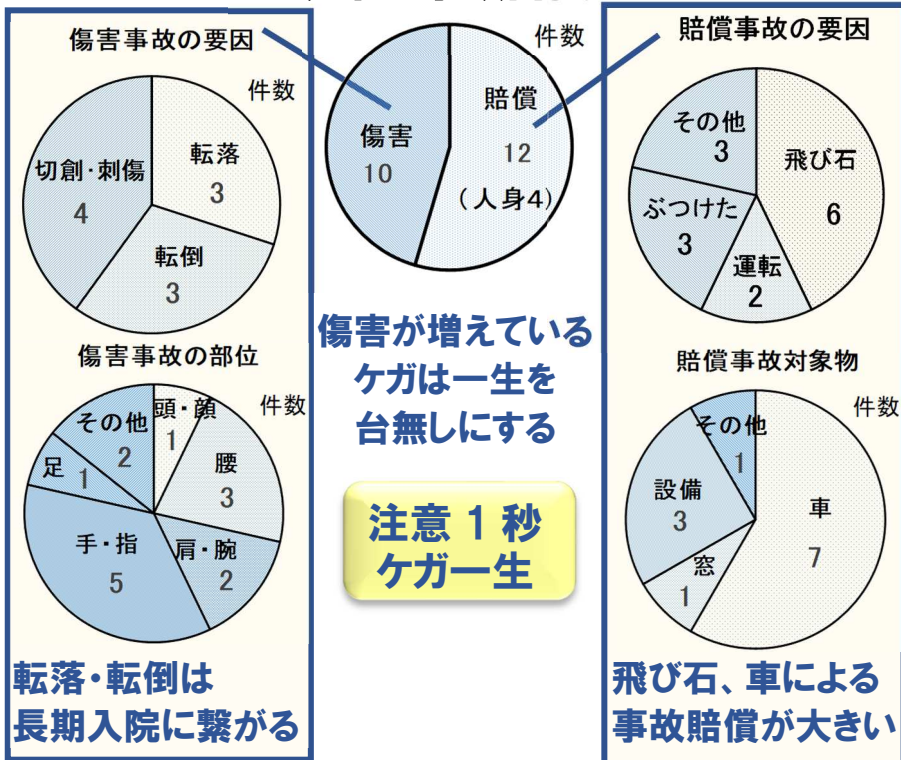 傷害事故の要因
件数
切創・刺傷
4
転落
3
転倒
3
傷害事故の部位
件数
その他
2
頭・顔
1
足
1
腰
3
手・指
5
肩・腕
2
転落・転倒は
長期入院に繋がる
件数
傷害
10
賠償
12
(人身4)
傷害が増えている
ケガは一生を
台無しにする
注意1秒
ケガ一生
賠償事故の要因
件数
その他
3
飛び石
6
ぶつけた
3
運転
2
賠償事故対象物
件数
その他
1
設備
3
車
7
窓
1
飛び石、車による
事故賠償が大きい